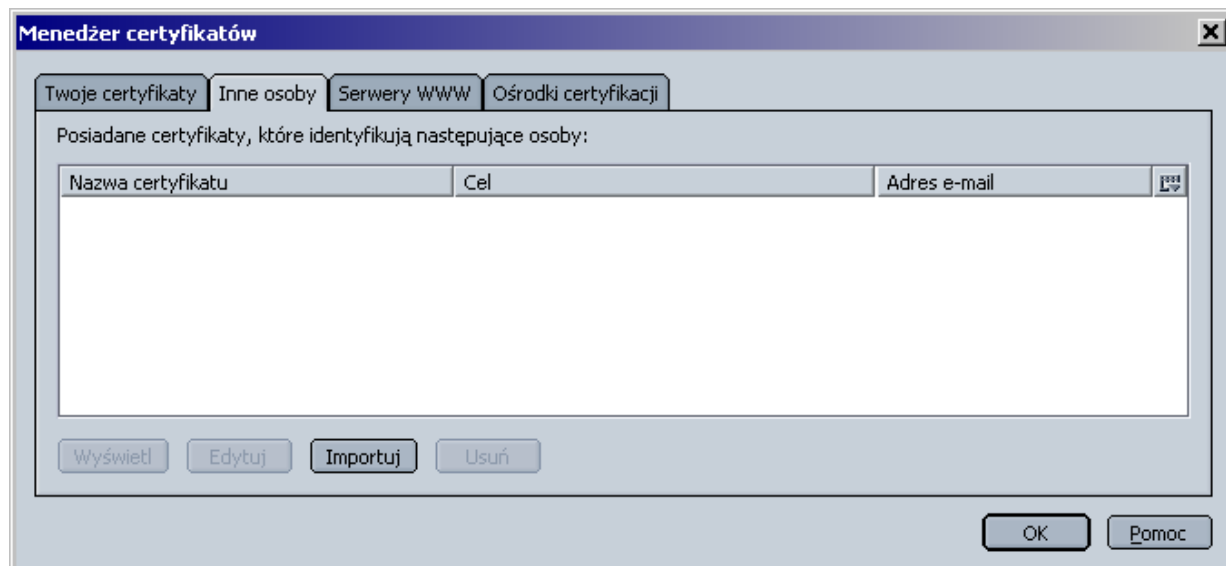 Menedżer certyfikatów
Twoje certyfikaty Inne osoby Serwery WWW Ośrodki certyfikacji
Posiadane certyfikaty, które identyfikują następujące osoby:
Nazwa certyfikatu Cel Adres e-mail
Wyświetl Edytuj Importuj Usuń
OK Pomoc